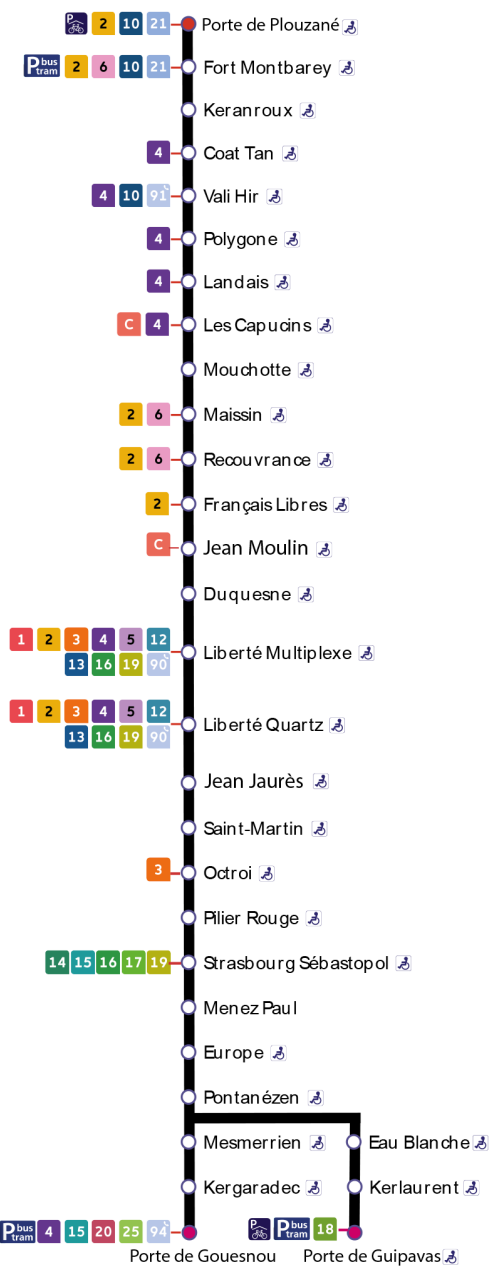 P 2 10 21 Porte de Plouzané
P bus tram 2 6 10 21 Fort Montbarey
Keranroux
4 Coat Tan
4 10 91 Vali Hir
4 Polygone
4 Landais
C 4 Les Capucins
Mouchotte
2 6 Maissin
2 6 Recouvrance
2 Français Libres
C Jean Moulin
Duquesne
1 2 3 4 5 12
13 16 19 90 Liberté Multiplexe
1 2 3 4 5 12
13 16 19 90 Liberté Quartz
Jean Jaurès
Saint-Martin
3 Octroi
Pilier Rouge
14 15 16 17 19 Strasbourg Sébastopol
Menez Paul
Europe
Pontanézen
Mesmerrien Eau Blanche
Kergaradec Kerlaurent
P bus tram 4 15 20 25 94 P P bus tram 18
Porte de Gouesnou Porte de Guipavas